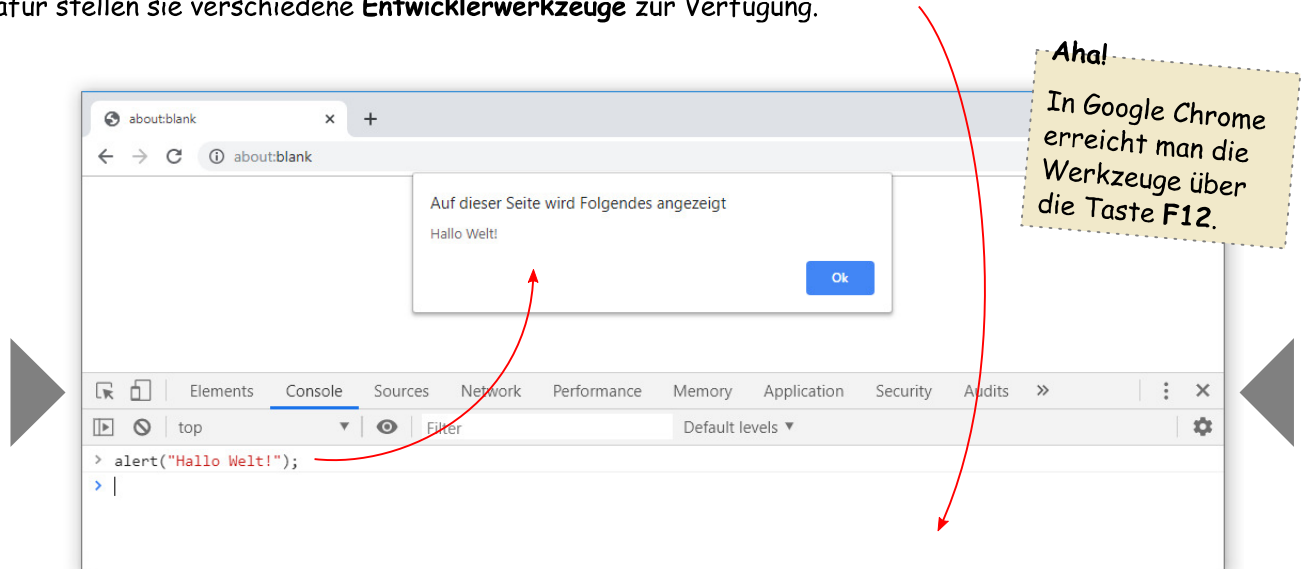 afür stellen sie verschiedene Entwicklerwerkzeuge zur Verfügung.
Aha!
In Google Chrome
erreicht man die
Werkzeuge über
die Taste F12.
about:blank
about:blank
Auf dieser Seite wird Folgendes angezeigt
Hallo Welt!
Ok
Elements Console Sources Network Performance Memory Application Security Audits »
top Filter Default levels
> alert("Hallo Welt!");
>